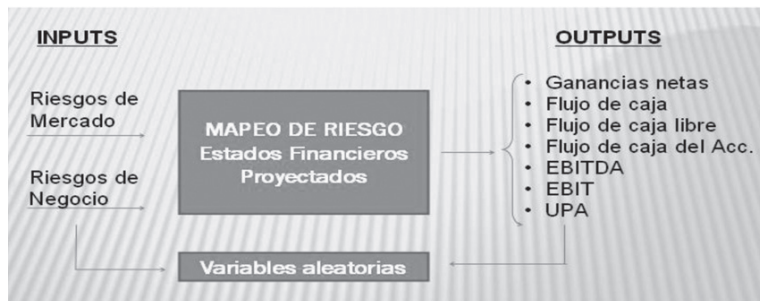 INPUTS
Riesgos de
Mercado
Riesgos de
Negocio
MAPEO DE RIESGO
Estados Financieros
Proyectados
Variables aleatorias
OUTPUTS
• Ganancias netas
• Flujo de caja
• Flujo de caja libre
• Flujo de caja del Acc.
• EBITDA
• EBIT
• UPA